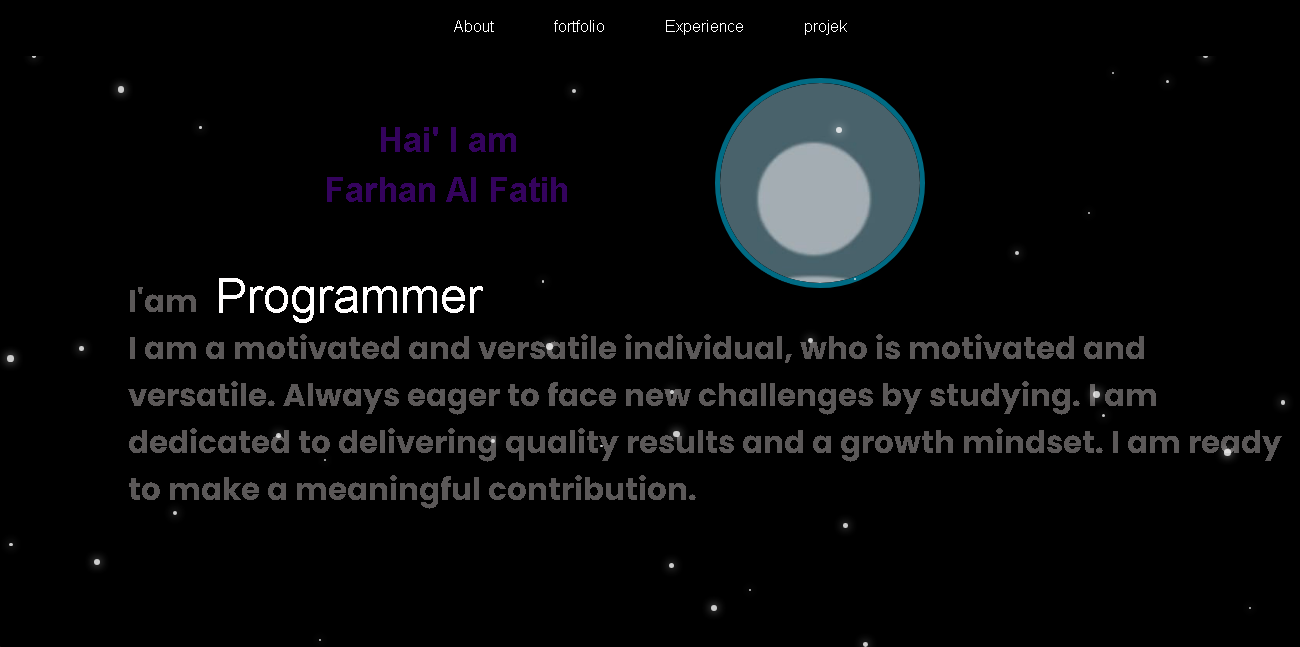 About fortfolio Experience projek
Hai' I am
Farhan Al Fatih
I'am Programmer
I am a motivated and versatile individual, who is motivated and
versatile. Always eager to face new challenges by studying. I am
dedicated to delivering quality results and a growth mindset. I am ready
to make a meaningful contribution.